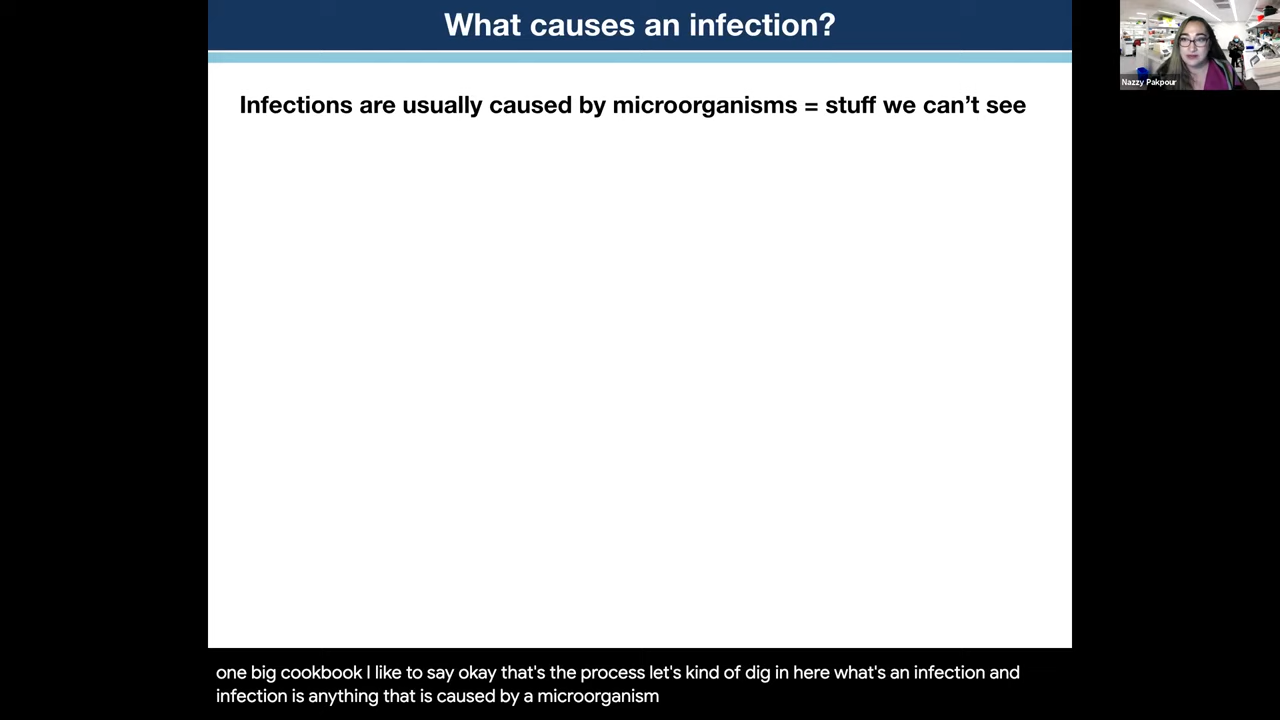 What causes an infection?
Nazzy Pakpour
Infections are usually caused by microorganisms = stuff we can’t see
one big cookbook I like to say okay that's the process let's kind of dig in here what's an infection and
infection is anything that is caused by a microorganism